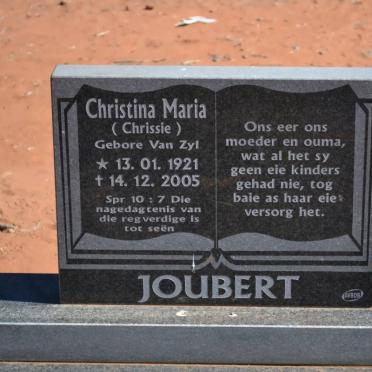 Christina Maria
( Chrissie )
Gebore Van Zyl
★ 13. 01. 1921
✝ 14. 12. 2005
Spr 10 : 7 Die
nagedagtenis van
die regverdige is
tot seën
Ons eer ons
moeder en ouma,
wat al het sy
geen eie kinders
gehad nie, tog
baie as haar eie
versorg het.
JOUBERT